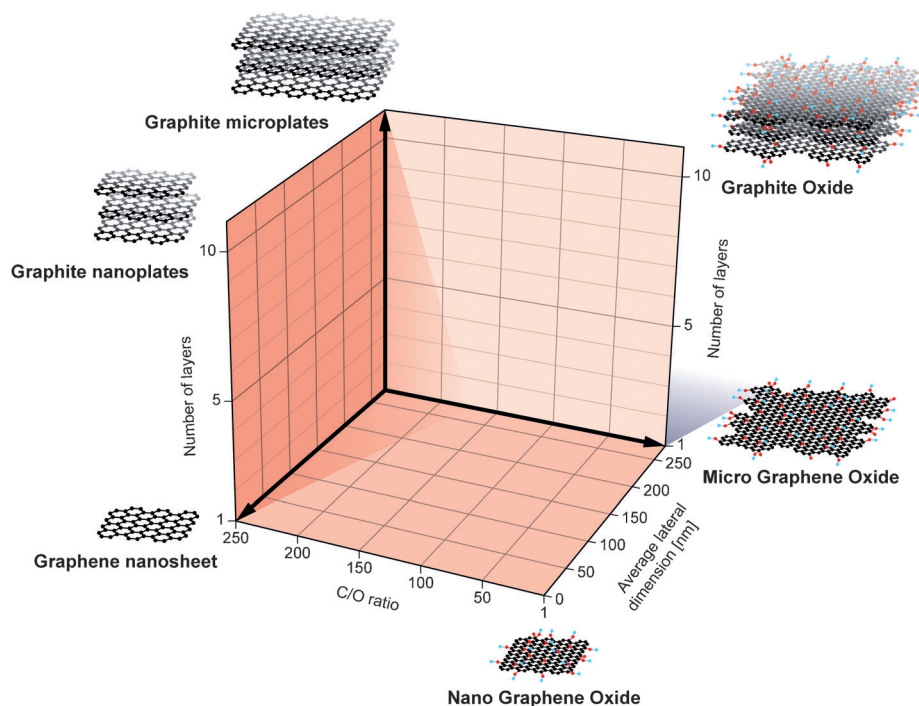 Graphite microplates
Graphite Oxide
Graphite nanoplates
10
5
1
Number of layers
10
5
1
Number of layers
Graphene nanosheet
Micro Graphene Oxide
250
200
150
100
50
1
C/O ratio
250
200
150
100
50
0
Average lateral
dimension [nm]
Nano Graphene Oxide